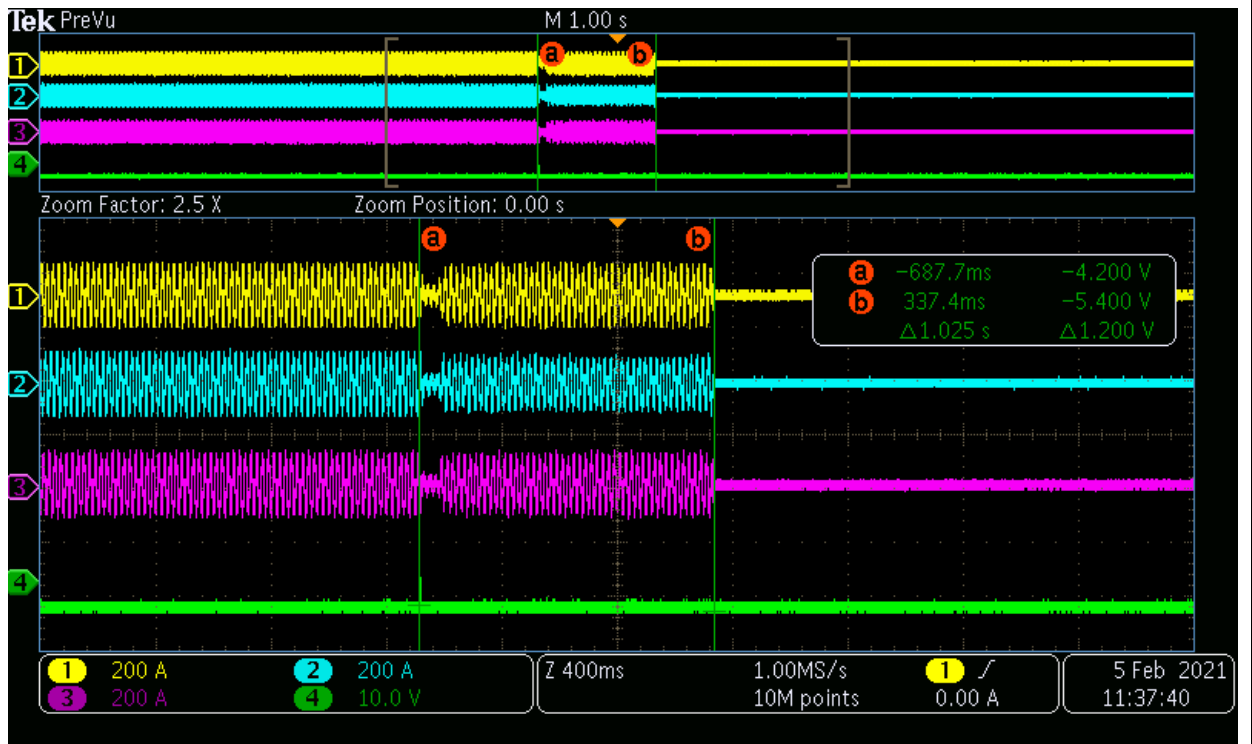 Tek PreVu M 1.00 s
a b
1
2
3
4
Zoom Factor: 2.5 X Zoom Position: 0.00 s
a b
a -687.7ms -4.200 V
b 337.4ms -5.400 V
△1.025 s △1.200 V
1
2
3
4
1 200 A 2 200 A Z 400ms 1.00MS/s 1 5 Feb 2021
3 200 A 4 10.0 V 10M points 0.00 A 11:37:40